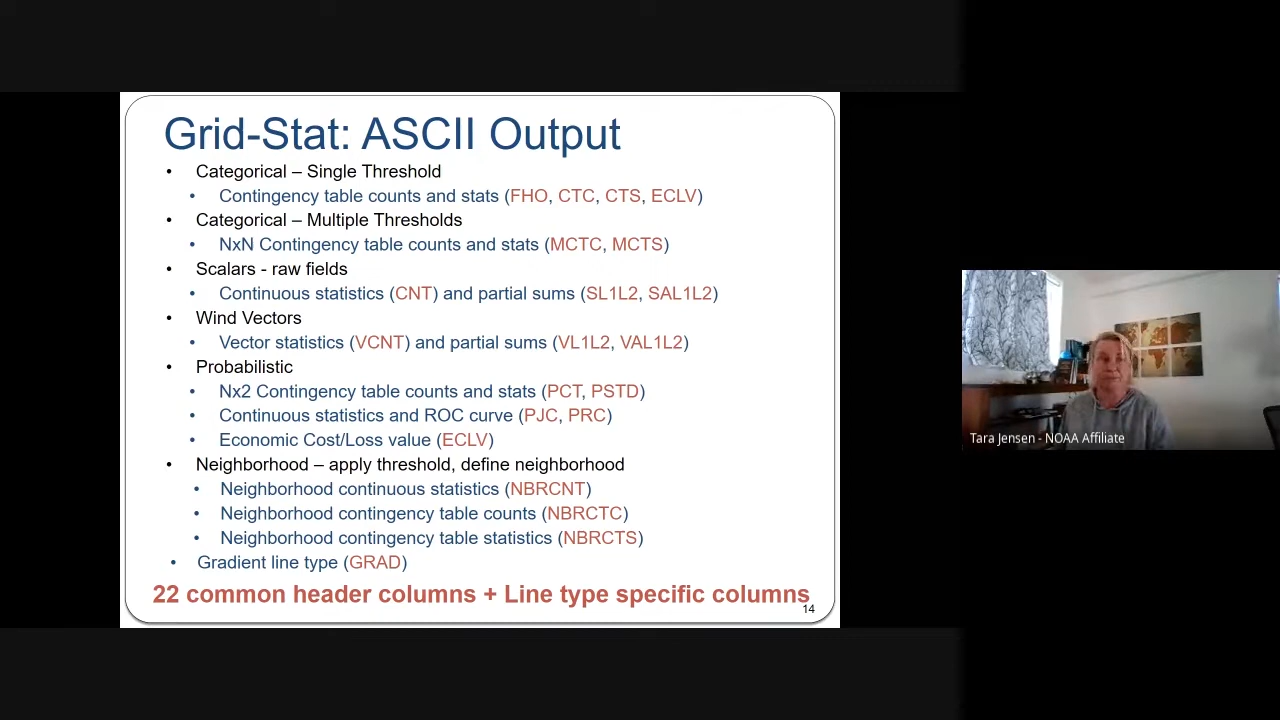 Grid-Stat: ASCII Output
• Categorical – Single Threshold
• Contingency table counts and stats (FHO, CTC, CTS, ECLV)
• Categorical – Multiple Thresholds
• NxN Contingency table counts and stats (MCTC, MCTS)
• Scalars - raw fields
• Continuous statistics (CNT) and partial sums (SL1L2, SAL1L2)
• Wind Vectors
• Vector statistics (VCNT) and partial sums (VL1L2, VAL1L2)
• Probabilistic
• Nx2 Contingency table counts and stats (PCT, PSTD)
• Continuous statistics and ROC curve (PJC, PRC)
• Economic Cost/Loss value (ECLV)
• Neighborhood – apply threshold, define neighborhood
• Neighborhood continuous statistics (NBRCNT)
• Neighborhood contingency table counts (NBRCTC)
• Neighborhood contingency table statistics (NBRCTS)
• Gradient line type (GRAD)
22 common header columns + Line type specific columns
14
Tara Jensen - NOAA Affiliate